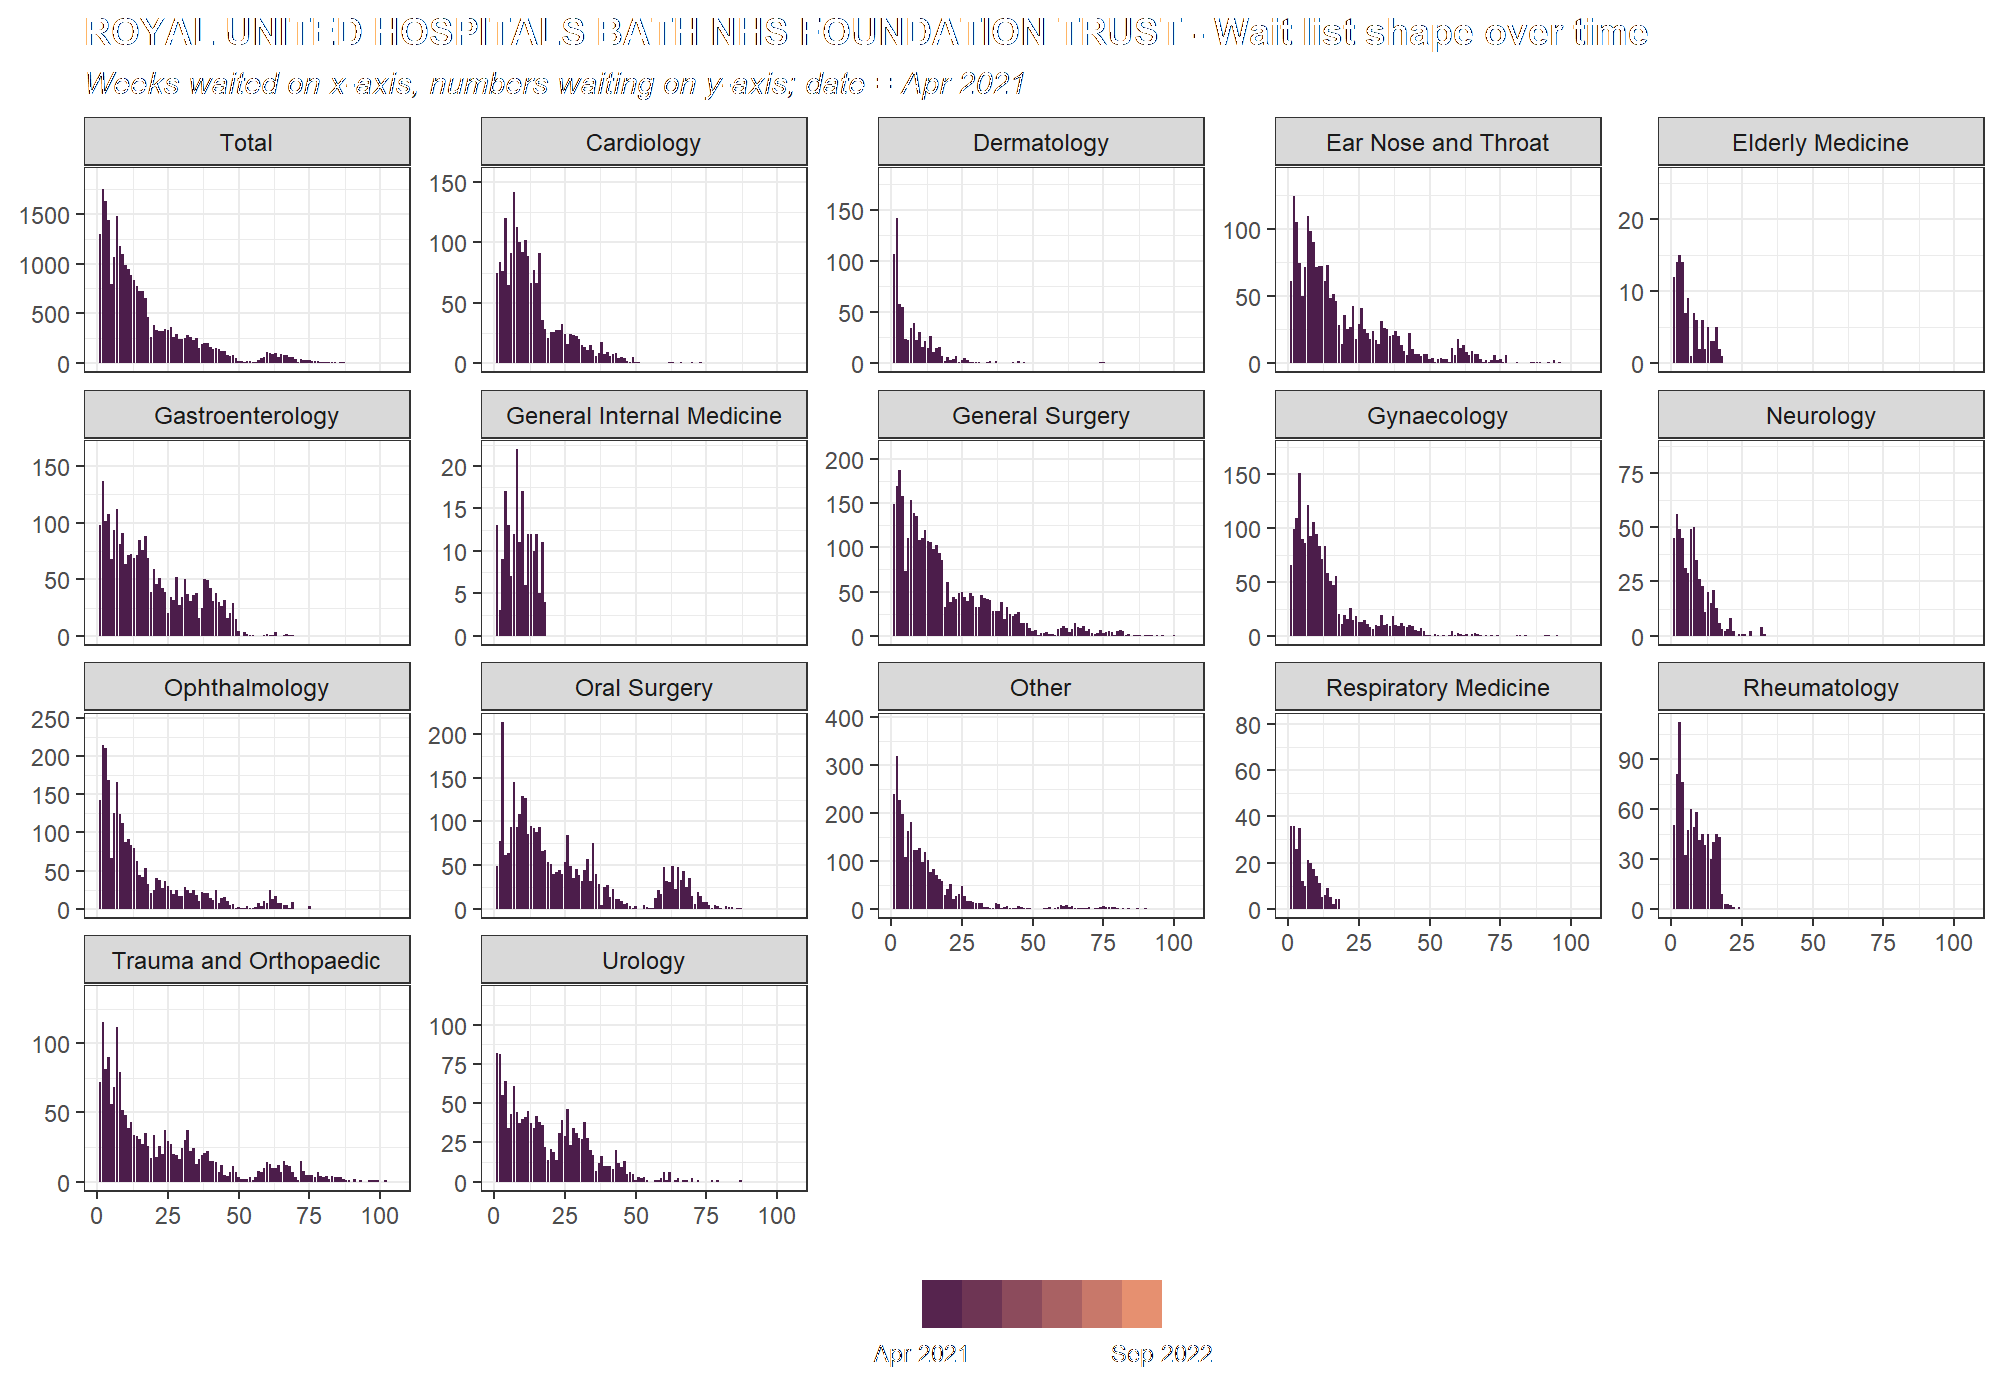 ROYAL UNITED HOSPITALS BATH NHS FOUNDATION TRUST - Wait list shape over time
Weeks waited on x-axis, numbers waiting on y-axis; date = Apr 2021
Total Cardiology Dermatology Ear Nose and Throat Elderly Medicine
1500 1000 500 0
150 100 50 0
150 100 50 0
100 50 0
20 10 0
Gastroenterology General Internal Medicine General Surgery Gynaecology Neurology
150 100 50 0
20 15 10 5 0
200 150 100 50 0
150 100 50 0
75 50 25 0
Ophthalmology Oral Surgery Other Respiratory Medicine Rheumatology
250 200 150 100 50 0
200 150 100 50 0
400 300 200 100 0
80 60 40 20 0
90 60 30 0
0 25 50 75 100
0 25 50 75 100
0 25 50 75 100
Trauma and Orthopaedic Urology
100 50 0
100 75 50 25 0
0 25 50 75 100
0 25 50 75 100
Apr 2021 Sep 2022